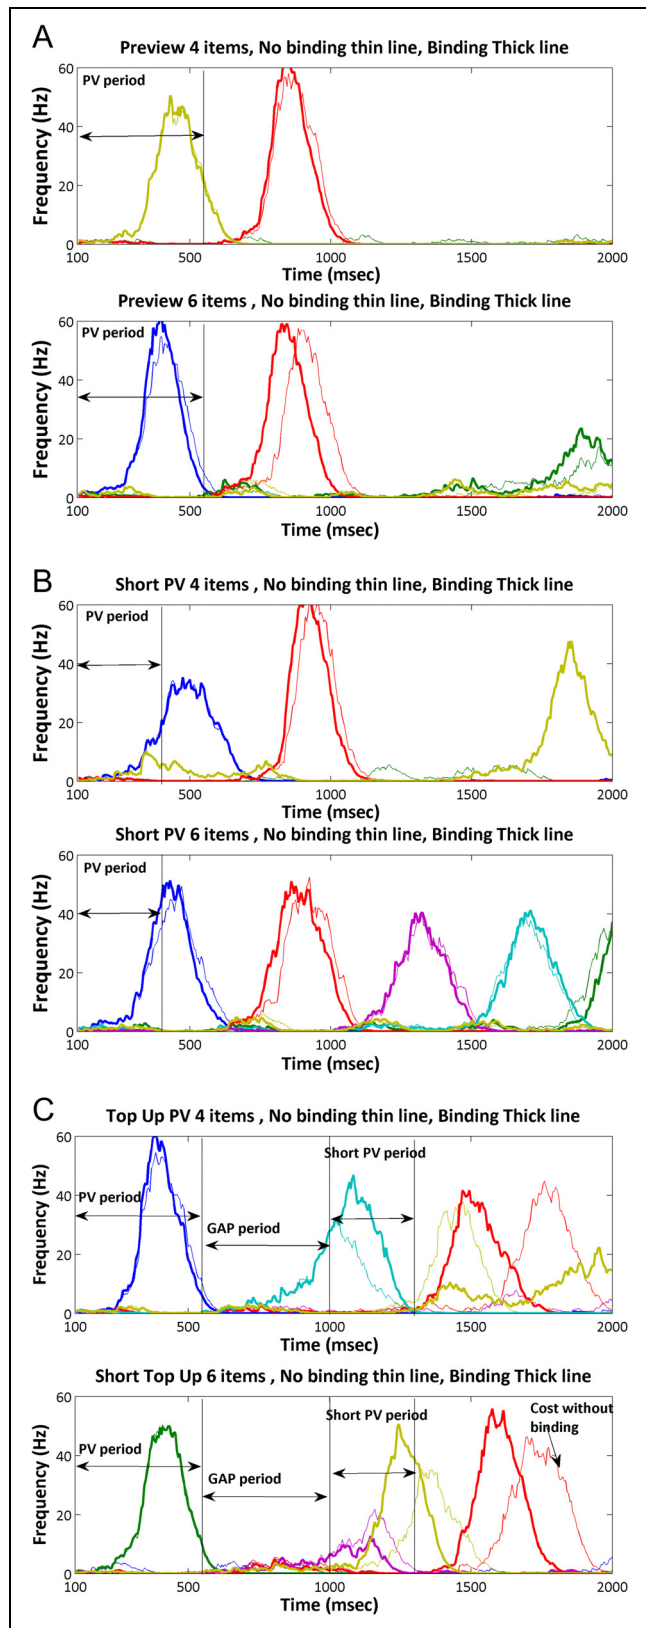 A
Preview 4 items, No binding thin line, Binding Thick line
60
PV period
40
20
0
Frequency (Hz)
100 500 1000 1500 2000
Time (msec)
Preview 6 items , No binding thin line, Binding Thick line
60
PV period
40
20
0
Frequency (Hz)
100 500 1000 1500 2000
Time (msec)
B
Short PV 4 items , No binding thin line, Binding Thick line
60
PV period
40
20
0
Frequency (Hz)
100 500 1000 1500 2000
Time (msec)
Short PV 6 items , No binding thin line, Binding Thick line
60
PV period
40
20
0
Frequency (Hz)
100 500 1000 1500 2000
Time (msec)
C
Top Up PV 4 items , No binding thin line, Binding Thick line
60
Short PV period
40
PV period
GAP period
20
0
Frequency (Hz)
100 500 1000 1500 2000
Time (msec)
Short Top Up 6 items , No binding thin line, Binding Thick line
60
Short PV period
Cost without
binding
40
PV period
GAP period
20
0
Frequency (Hz)
100 500 1000 1500 2000
Time (msec)